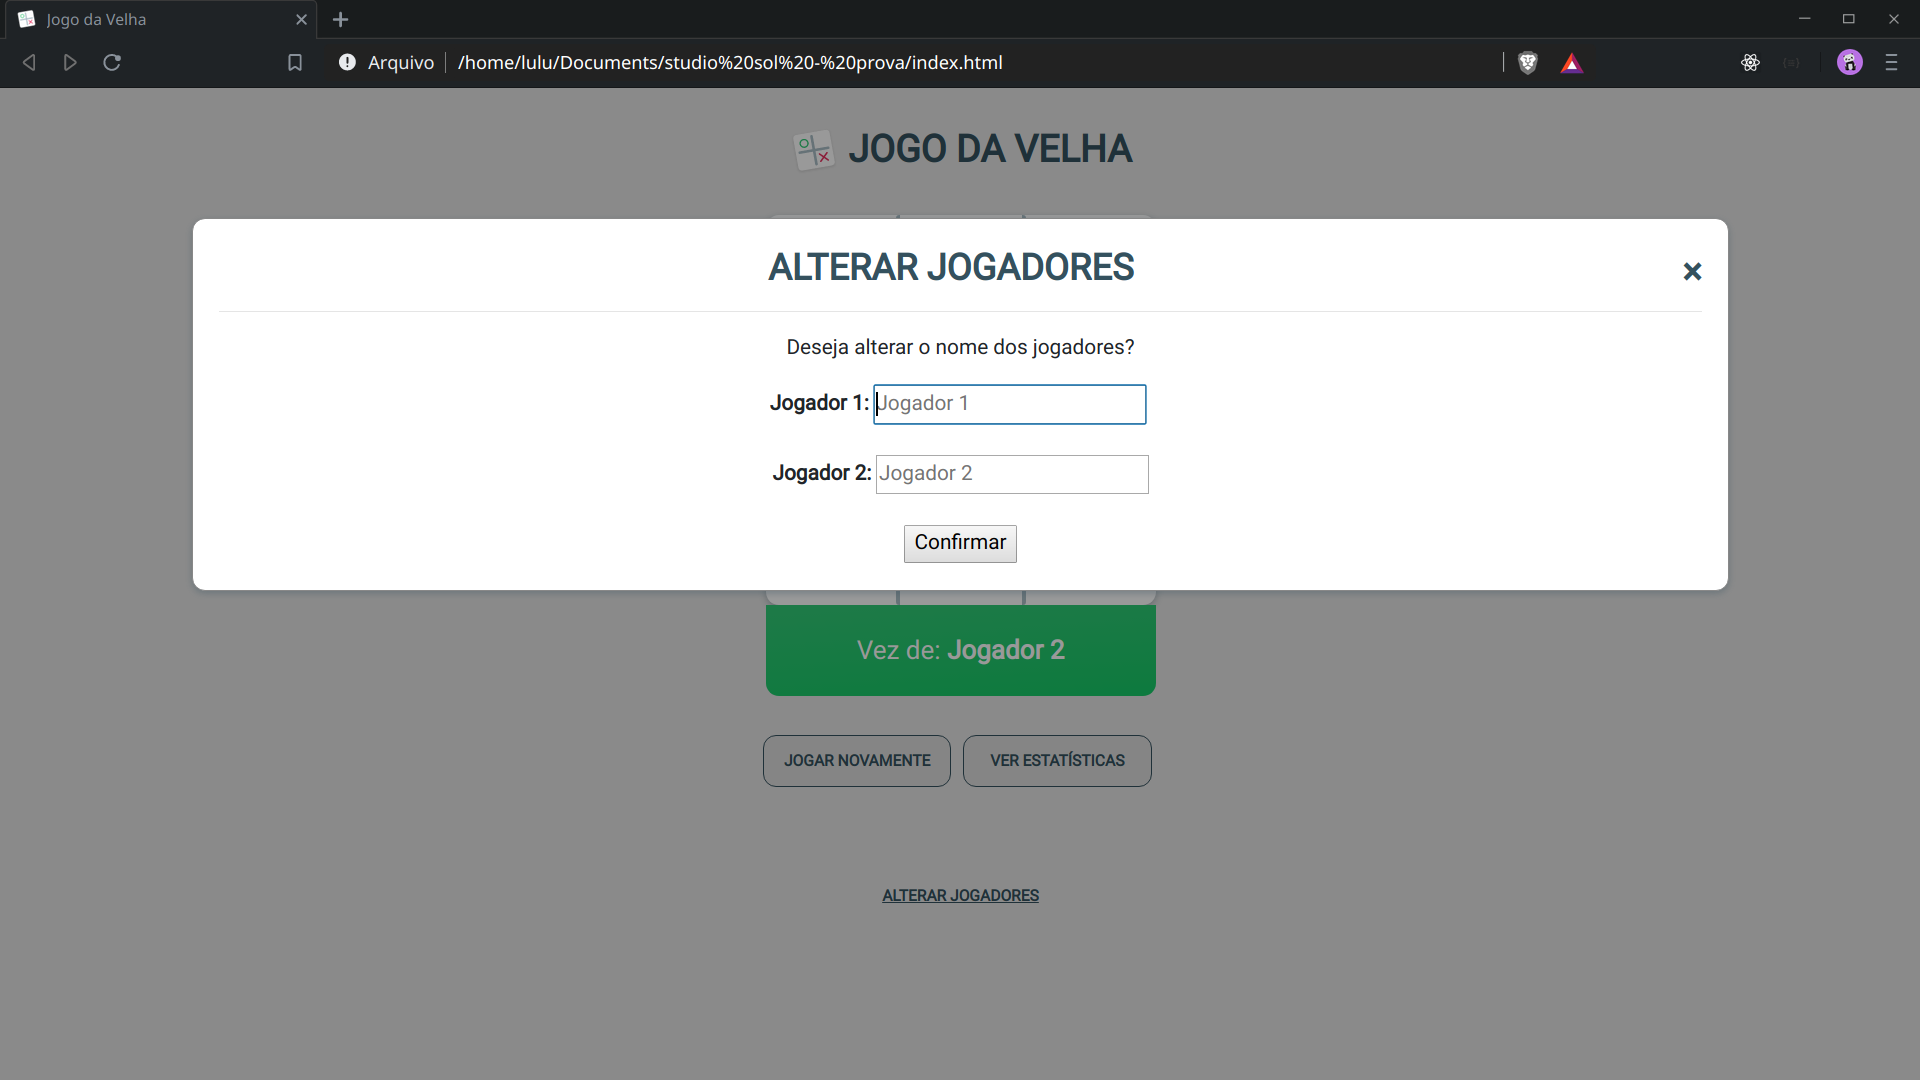 Jogo da Velha
Arquivo /home/lulu/Documents/studio%20sol%20-%20prova/index.html
JOGO DA VELHA
ALTERAR JOGADORES
Deseja alterar o nome dos jogadores?
Jogador 1: Jogador 1
Jogador 2: Jogador 2
Confirmar
Vez de: Jogador 2
JOGAR NOVAMENTE VER ESTATÍSTICAS
ALTERAR JOGADORES